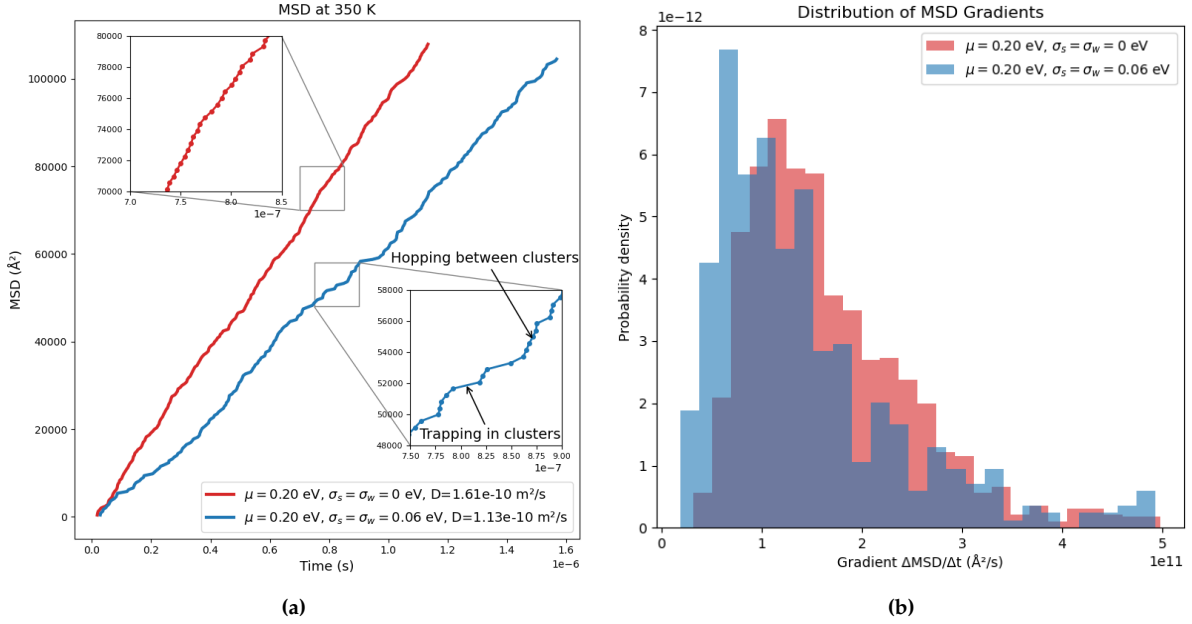 MSD at 350 K
MSD (Å²)
100000
80000
60000
40000
20000
0
0.0 0.2 0.4 0.6 0.8 1.0 1.2 1.4 1.6
1e−6
Time (s)
80000
78000
76000
74000
72000
70000
7.0 7.5 8.0 8.5
1e−7
Hopping between clusters
58000
56000
54000
52000
50000
48000
Trapping in clusters
7.50 7.75 8.00 8.25 8.50 8.75 9.00
1e−7
μ = 0.20 eV, σs = σw = 0 eV, D=1.61e-10 m²/s
μ = 0.20 eV, σs = σw = 0.06 eV, D=1.13e-10 m²/s
(a)
Distribution of MSD Gradients
1e−12
Probability density
8
7
6
5
4
3
2
1
0
1 2 3 4 5
1e11
Gradient ΔMSD/Δt (Å²/s)
μ = 0.20 eV, σs = σw = 0 eV
μ = 0.20 eV, σs = σw = 0.06 eV
(b)